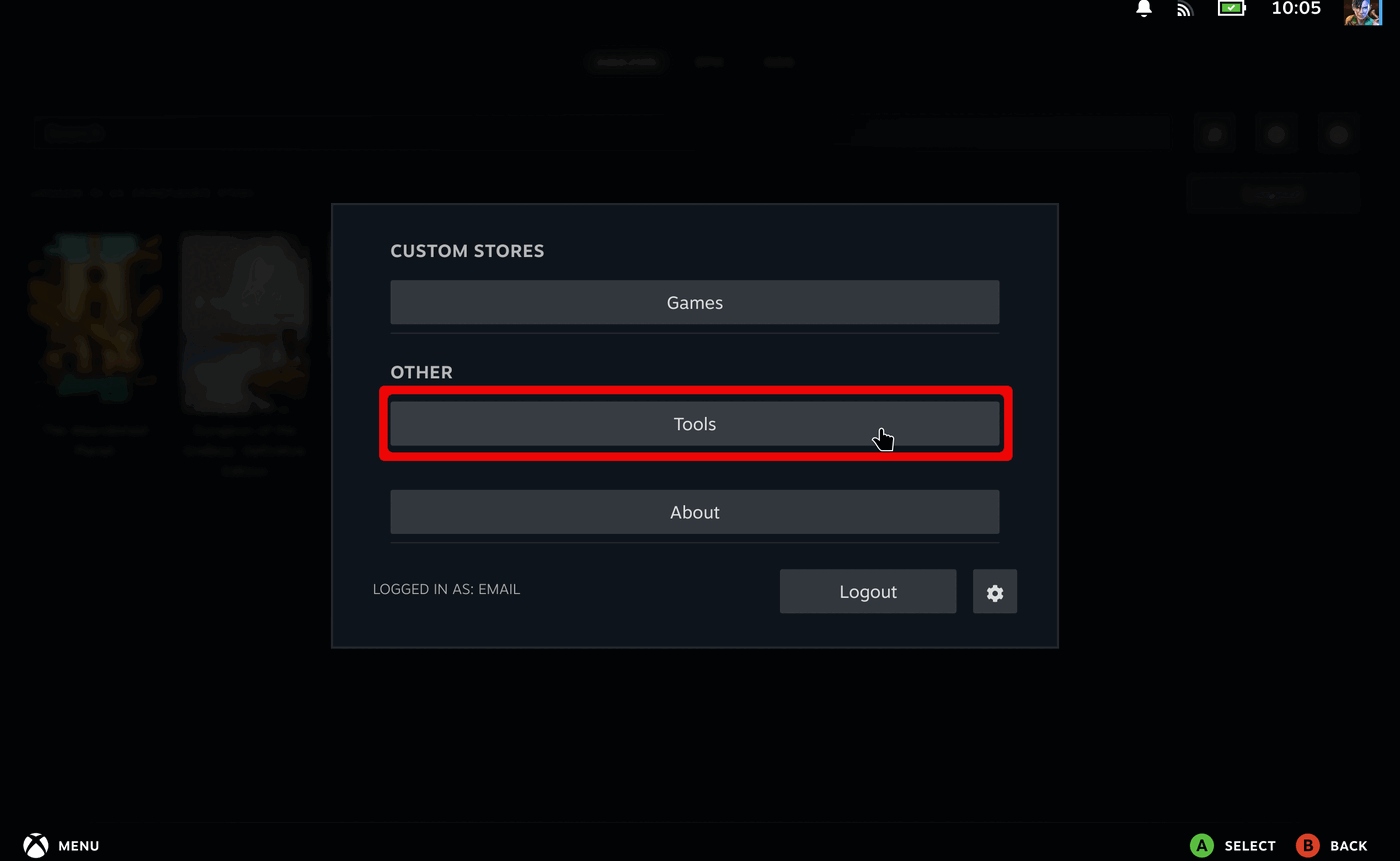 10:05
CUSTOM STORES
Games
OTHER
Tools
About
LOGGED IN AS: EMAIL
Logout
MENU
A SELECT B BACK